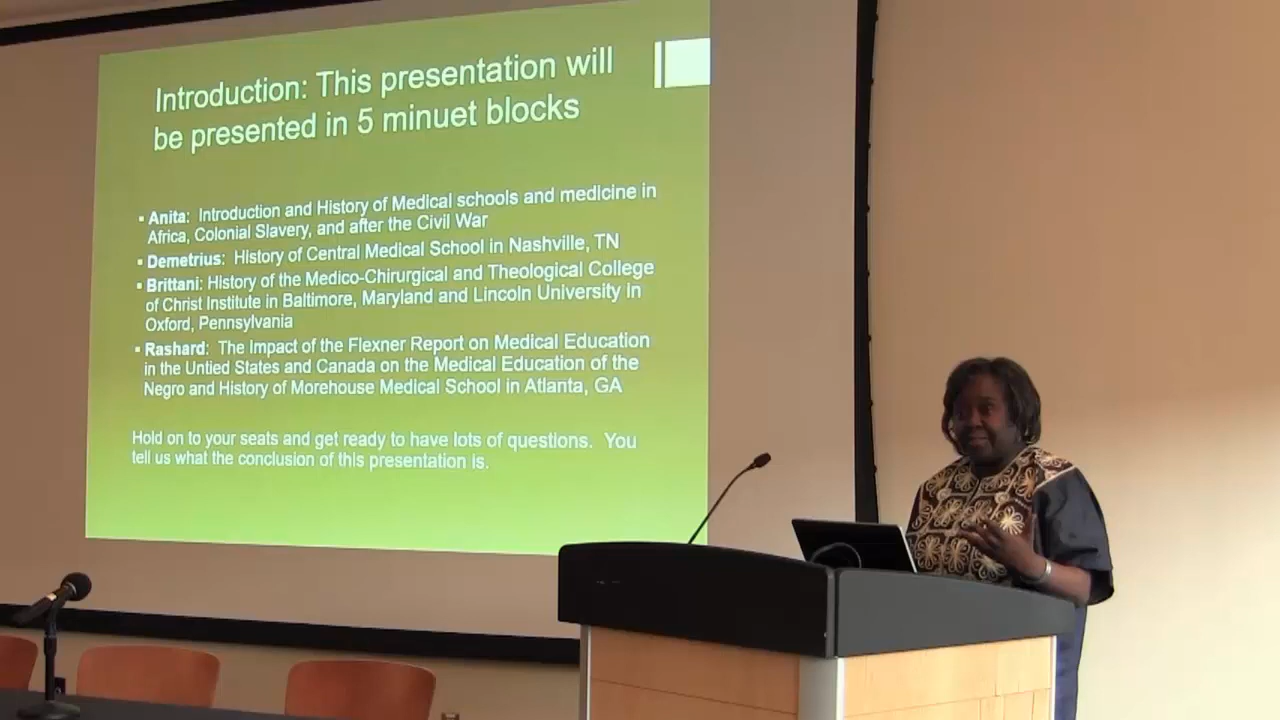 Introduction: This presentation will
be presented in 5 minuet blocks
▪ Anita: Introduction and History of Medical schools and medicine in
Africa, Colonial Slavery, and after the Civil War
▪ Demetrius: History of Central Medical School in Nashville, TN
▪ Brittani: History of the Medico-Chirurgical and Theological College
of Christ Institute in Baltimore, Maryland and Lincoln University in
Oxford, Pennsylvania
▪ Rashard: The Impact of the Flexner Report on Medical Education
in the Untied States and Canada on the Medical Education of the
Negro and History of Morehouse Medical School in Atlanta, GA
Hold on to your seats and get ready to have lots of questions. You
tell us what the conclusion of this presentation is.